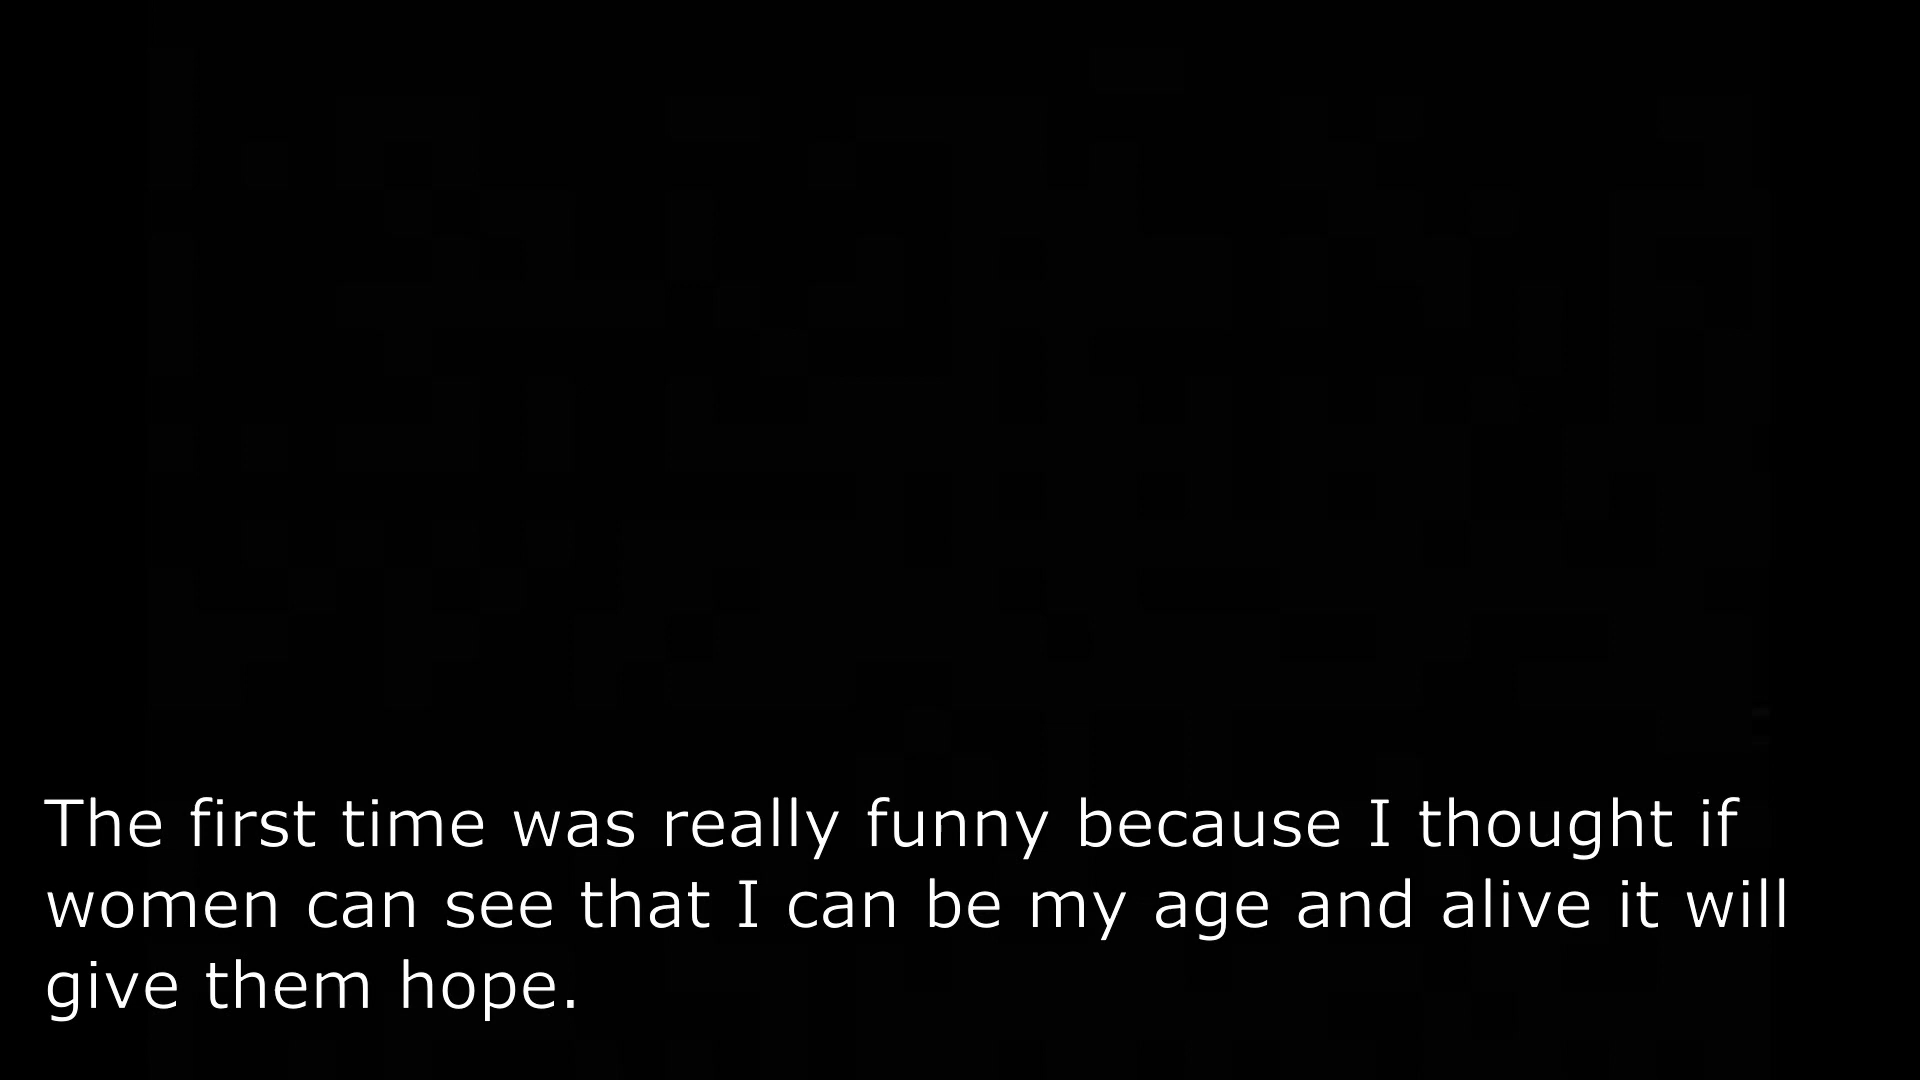 The first time was really funny because I thought if
women can see that I can be my age and alive it will
give them hope.